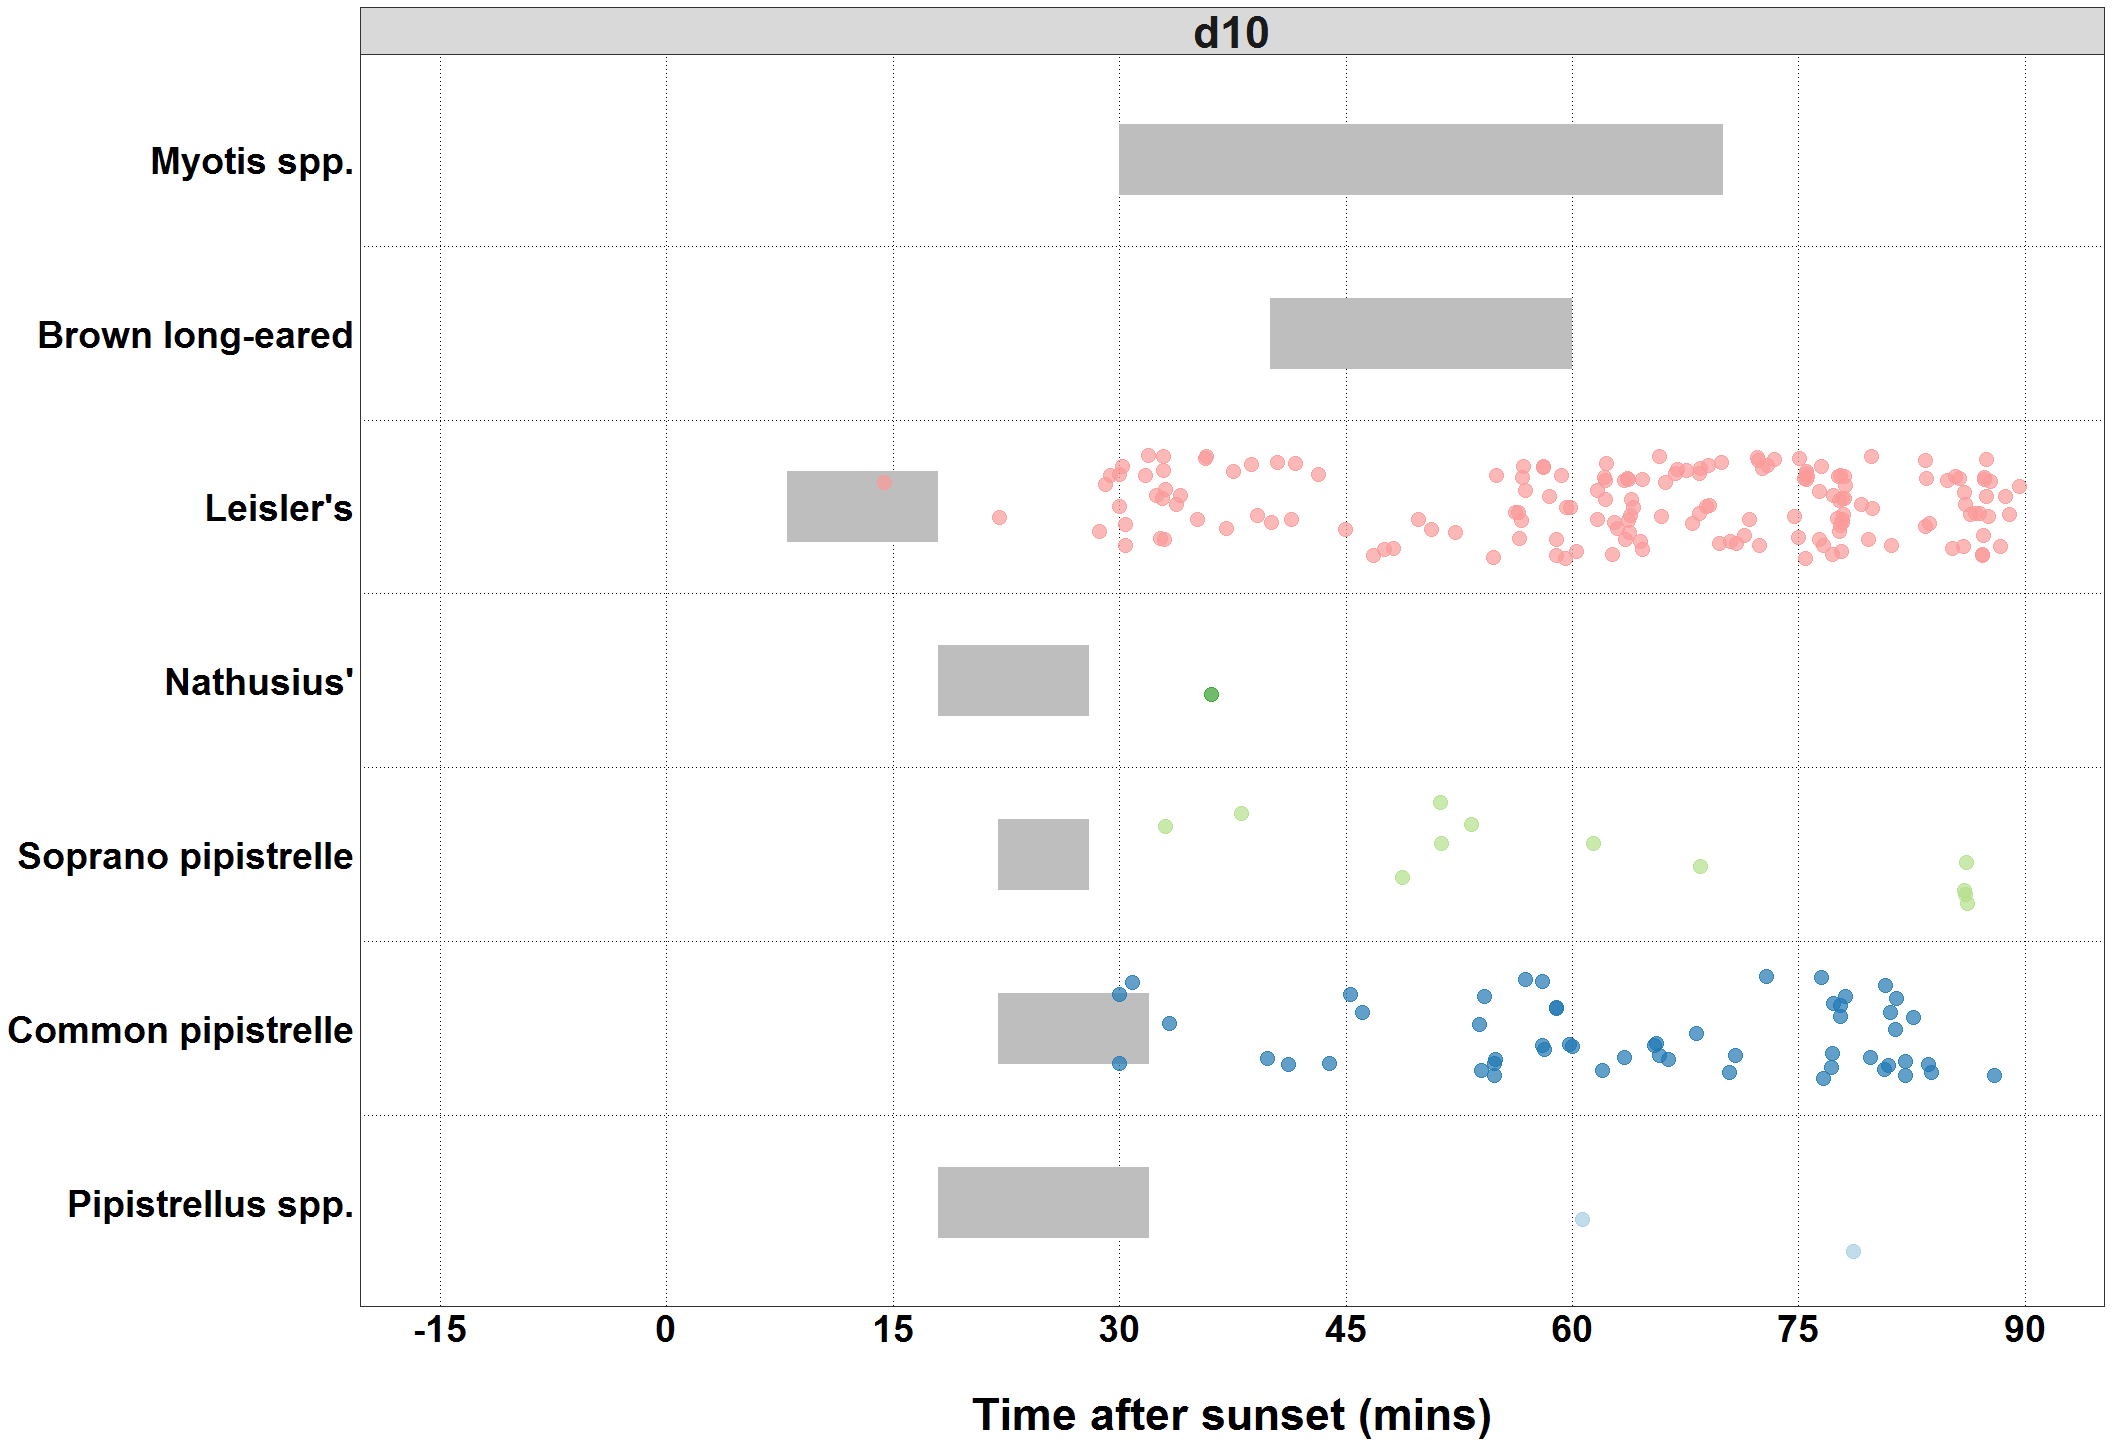 d10
Myotis spp.
Brown long-eared
Leisler's
Nathusius'
Soprano pipistrelle
Common pipistrelle
Pipistrellus spp.
-15 0 15 30 45 60 75 90
Time after sunset (mins)